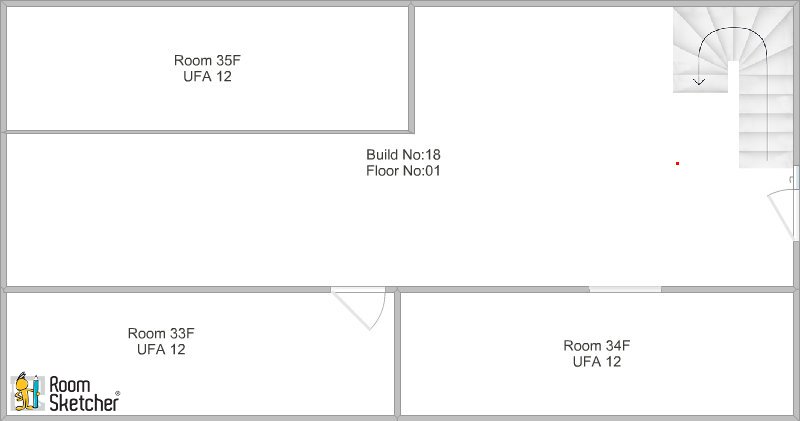 Room 35F
UFA 12
Build No:18
Floor No:01
Room 33F
UFA 12
Room 34F
UFA 12
Room
Sketcher®